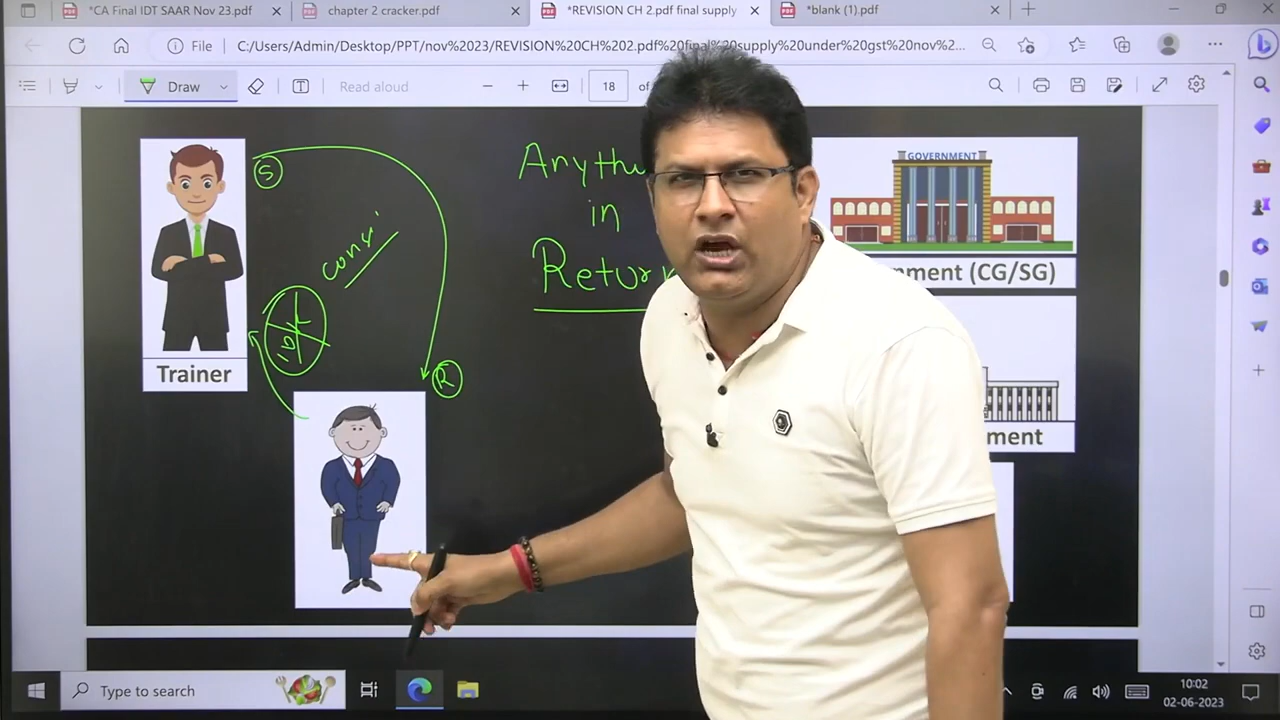 *CA Final IDT SAAR Nov 23.pdf
chapter 2 cracker.pdf
*REVISION CH 2.pdf final supply
*blank (1).pdf
File
C:/Users/Admin/Desktop/PPT/nov%2023/REVISION%20CH%202.pdf%20final%20supply%20under%20gst%20nov%2...
Draw
Read aloud
18
of
S
Anythi
in
Return
consi
GOVERNMENT
nment (CG/SG)
Trainer
R
ment
Type to search
10:02
02-06-2023